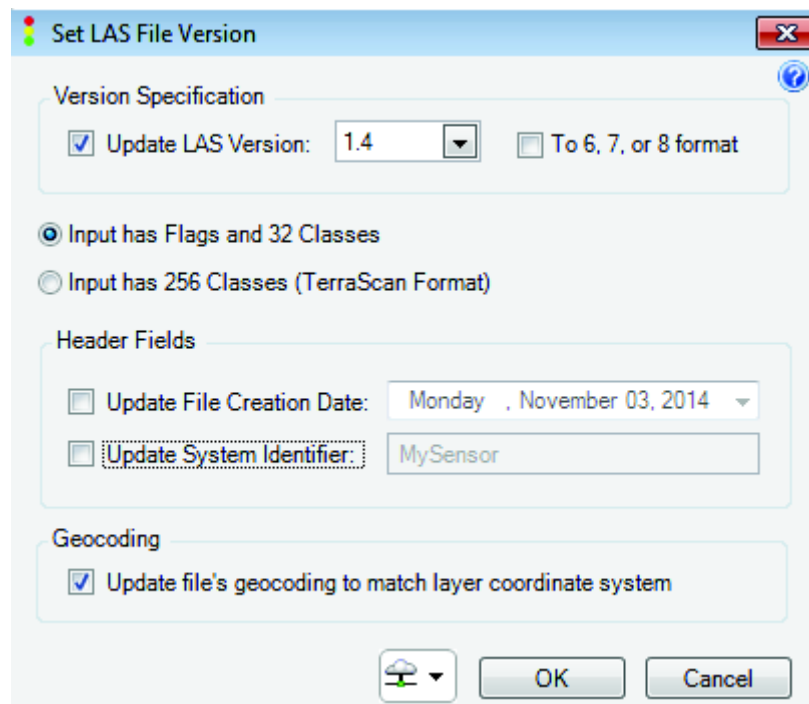 Set LAS File Version
Version Specification
Update LAS Version: 1.4 To 6, 7, or 8 format
Input has Flags and 32 Classes
Input has 256 Classes (TerraScan Format)
Header Fields
Update File Creation Date: Monday , November 03, 2014
Update System Identifier: MySensor
Geocoding
Update file's geocoding to match layer coordinate system
OK Cancel